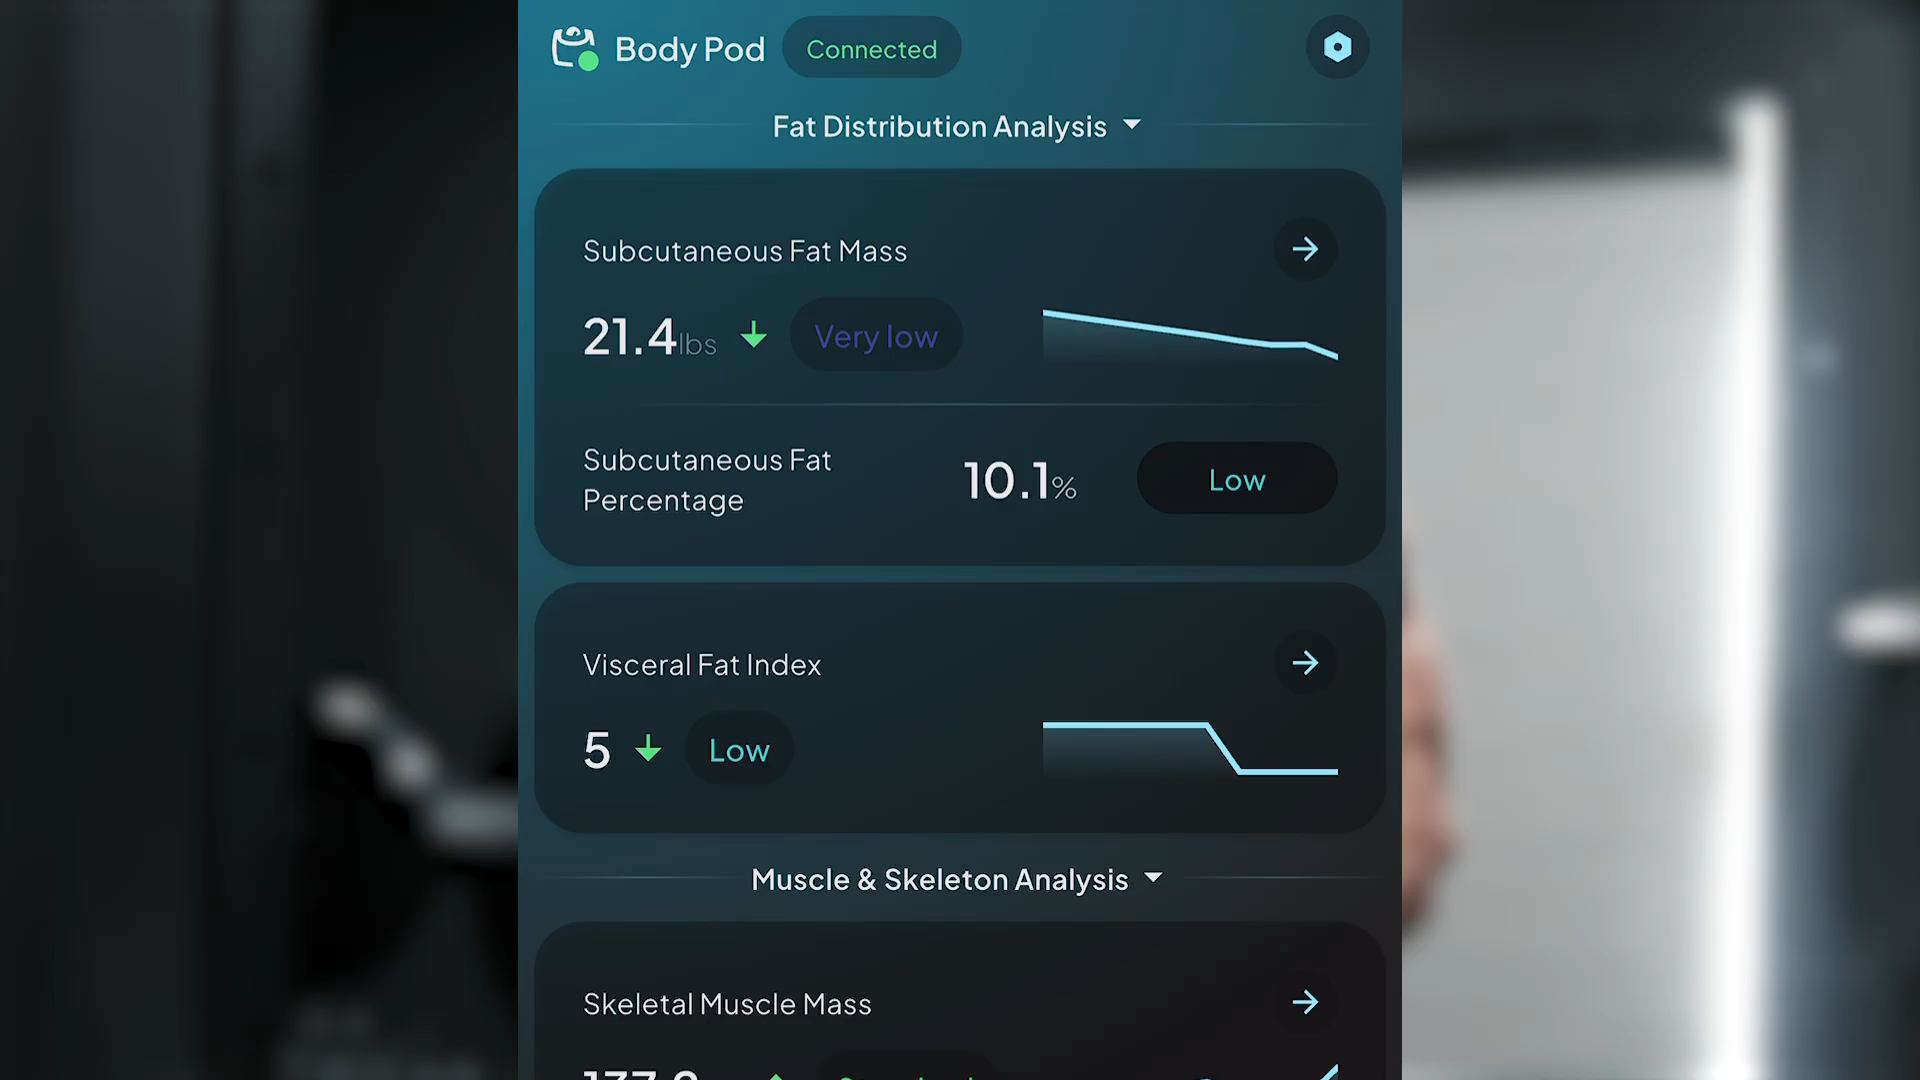 Body Pod Connected
Fat Distribution Analysis
Subcutaneous Fat Mass
21.4lbs Very low
Subcutaneous Fat
Percentage
10.1% Low
Visceral Fat Index
5 Low
Muscle & Skeleton Analysis
Skeletal Muscle Mass